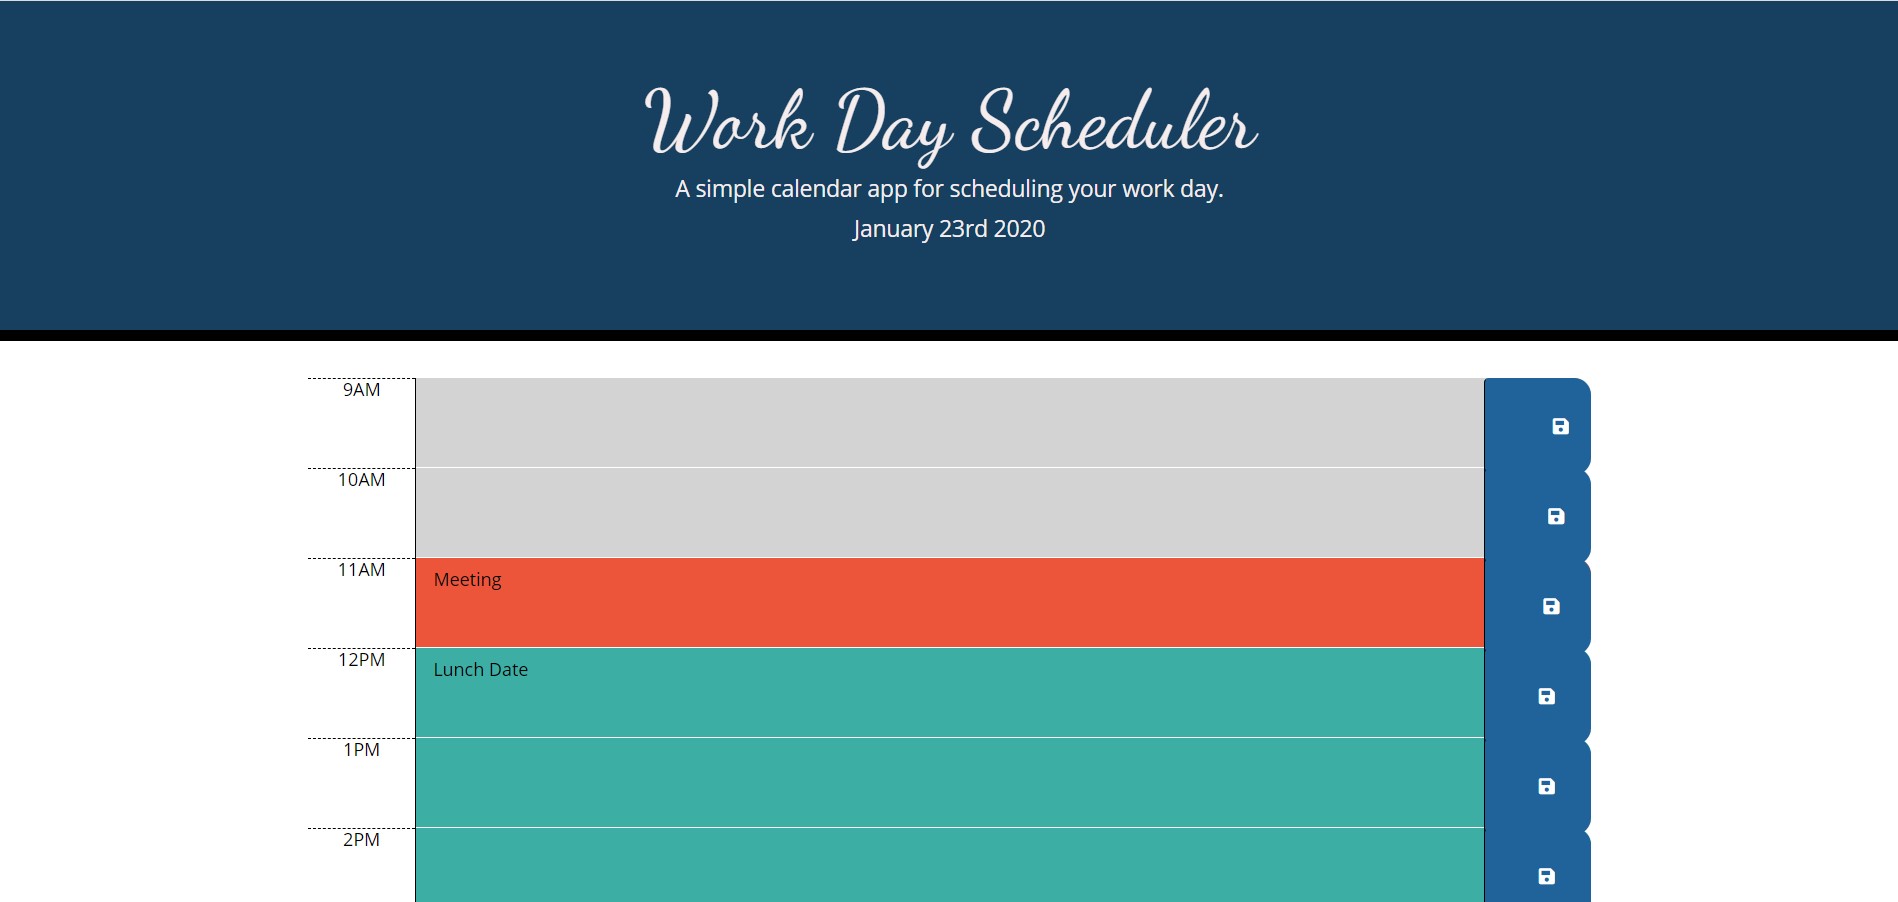 Work Day Scheduler
A simple calendar app for scheduling your work day.
January 23rd 2020
9AM
10AM
11AM Meeting
12PM Lunch Date
1PM
2PM